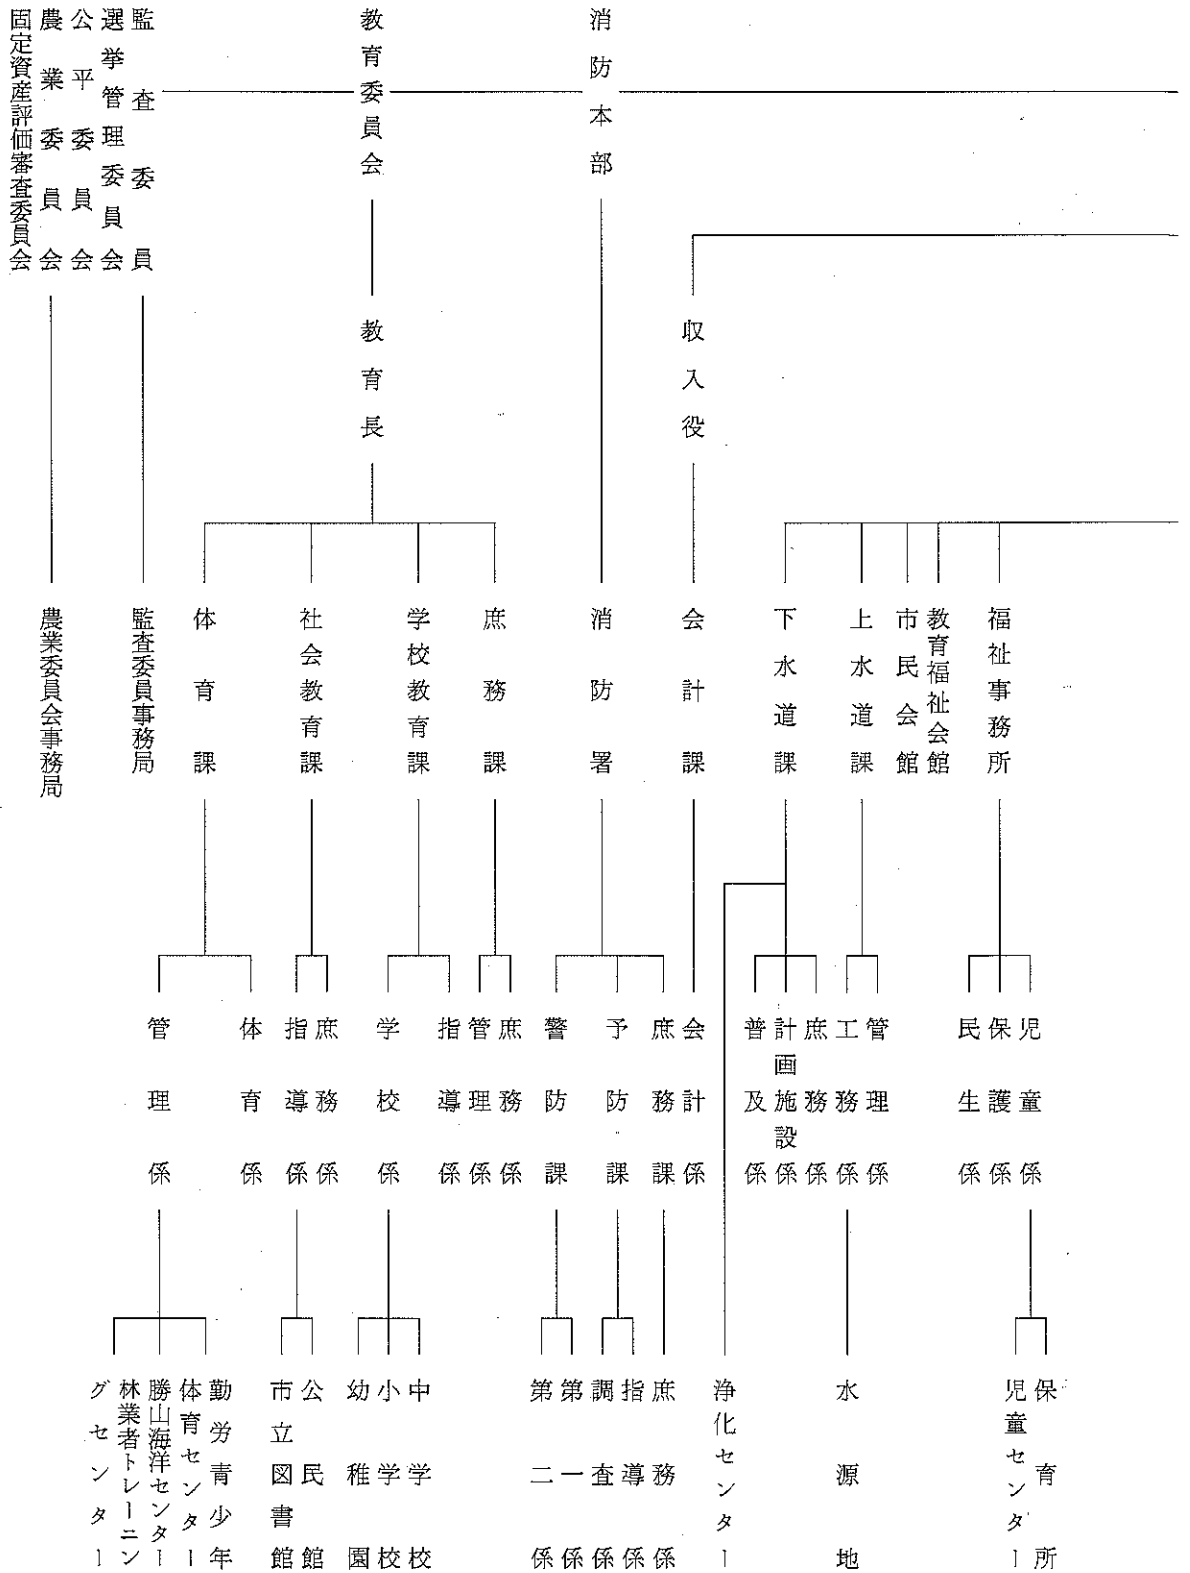 消防本部
教育委員会
監査委員
選挙管理委員会
公平委員会
農業委員会
固定資産評価審査委員会
収入役
教育長
福祉事務所
教育福祉会館
市民会館
上水道課
下水道課
会計課
消防署
庶務課
学校教育課
社会教育課
体育課
監査委員事務局
農業委員会事務局
児童係
保護係
民生係
管理係
工務係
庶務係
計画施設係
普及係
会計係
庶務課
予防課
警防課
庶務係
管理係
指導係
学校係
庶務係
指導係
体育係
管理係
保育所
児童センター
水源地
浄化センター
庶務係
指導係
調査係
第一係
第二係
中学校
小学校
幼稚園
公民館
市立図書館
勤労青少年
体育センター
勝山海洋センター
林業者トレーニン
グセンター